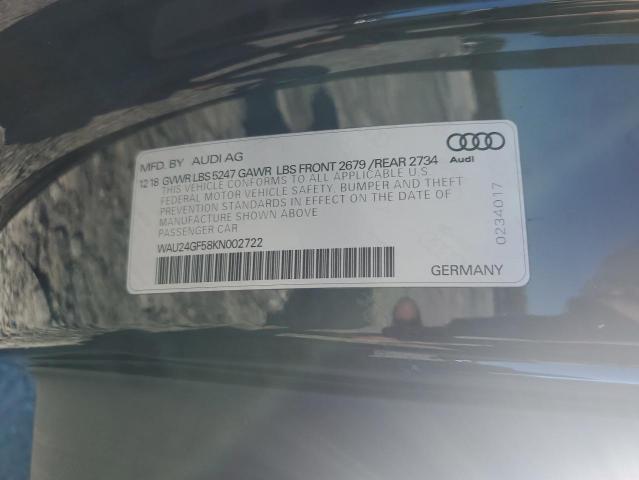 MFD. BY AUDI AG
12 18 GVWR LBS 5247 GAWR LBS FRONT 2679 /REAR 2734
THIS VEHICLE CONFORMS TO ALL APPLICABLE U.S.
FEDERAL MOTOR VEHICLE SAFETY, BUMPER AND THEFT
PREVENTION STANDARDS IN EFFECT ON THE DATE OF
MANUFACTURE SHOWN ABOVE
PASSENGER CAR
WAU24GF58KN002722
Audi
0234017
GERMANY